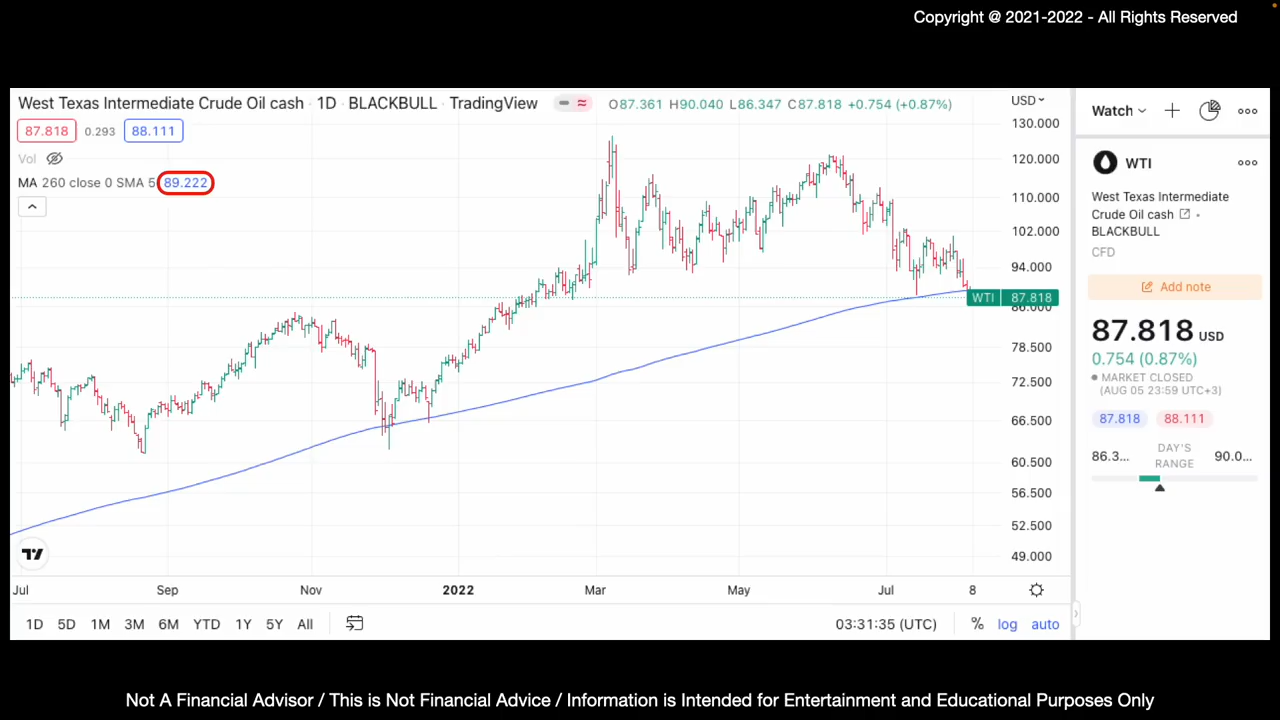 Copyright @ 2021-2022 - All Rights Reserved
West Texas Intermediate Crude Oil cash · 1D · BLACKBULL · TradingView
O87.361 H90.040 L86.347 C87.818 +0.754 (+0.87%)
USD
87.818 0.293 88.111
Vol
MA 260 close 0 SMA 5 89.222
130.000
120.000
110.000
102.000
94.000
WTI 87.818
86.000
78.500
72.500
66.500
60.500
56.500
52.500
49.000
Jul Sep Nov 2022 Mar May Jul 8
1D 5D 1M 3M 6M YTD 1Y 5Y All
03:31:35 (UTC) % log auto
Watch
WTI
West Texas Intermediate
Crude Oil cash •
BLACKBULL
CFD
Add note
87.818 USD
0.754 (0.87%)
MARKET CLOSED
(AUG 05 23:59 UTC+3)
87.818 88.111
86.3... DAY'S RANGE 90.0...
Not A Financial Advisor / This is Not Financial Advice / Information is Intended for Entertainment and Educational Purposes Only